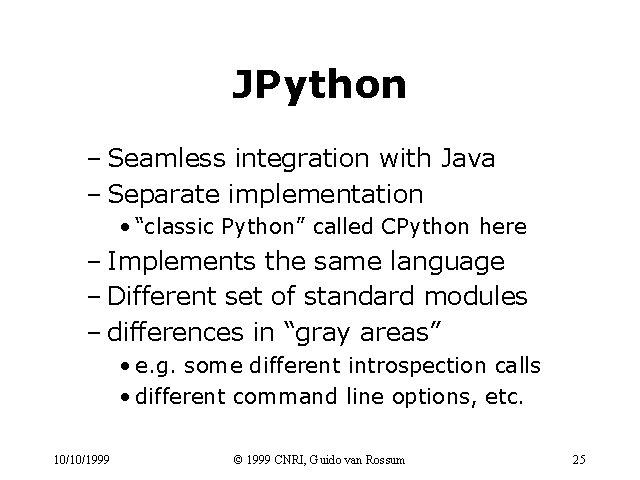 JPython
– Seamless integration with Java
– Separate implementation
• “classic Python” called CPython here
– Implements the same language
– Different set of standard modules
– differences in “gray areas”
• e.g. some different introspection calls
• different command line options, etc.
10/10/1999 © 1999 CNRI, Guido van Rossum 25